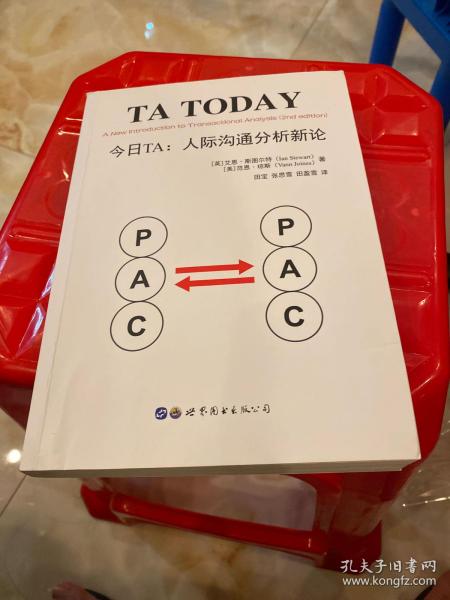 TA TODAY
A New Introduction to Transactional Analysis (2nd edition)
今日TA：人际沟通分析新论
[英]艾恩·斯图尔特（Ian Stewart）
[美]范恩·琼斯（Vann Joines） 著
田宝 张思雪 田盈雪 译
P P
A A
C C
世界图书出版公司
孔夫子旧书网
www.kongfz.com